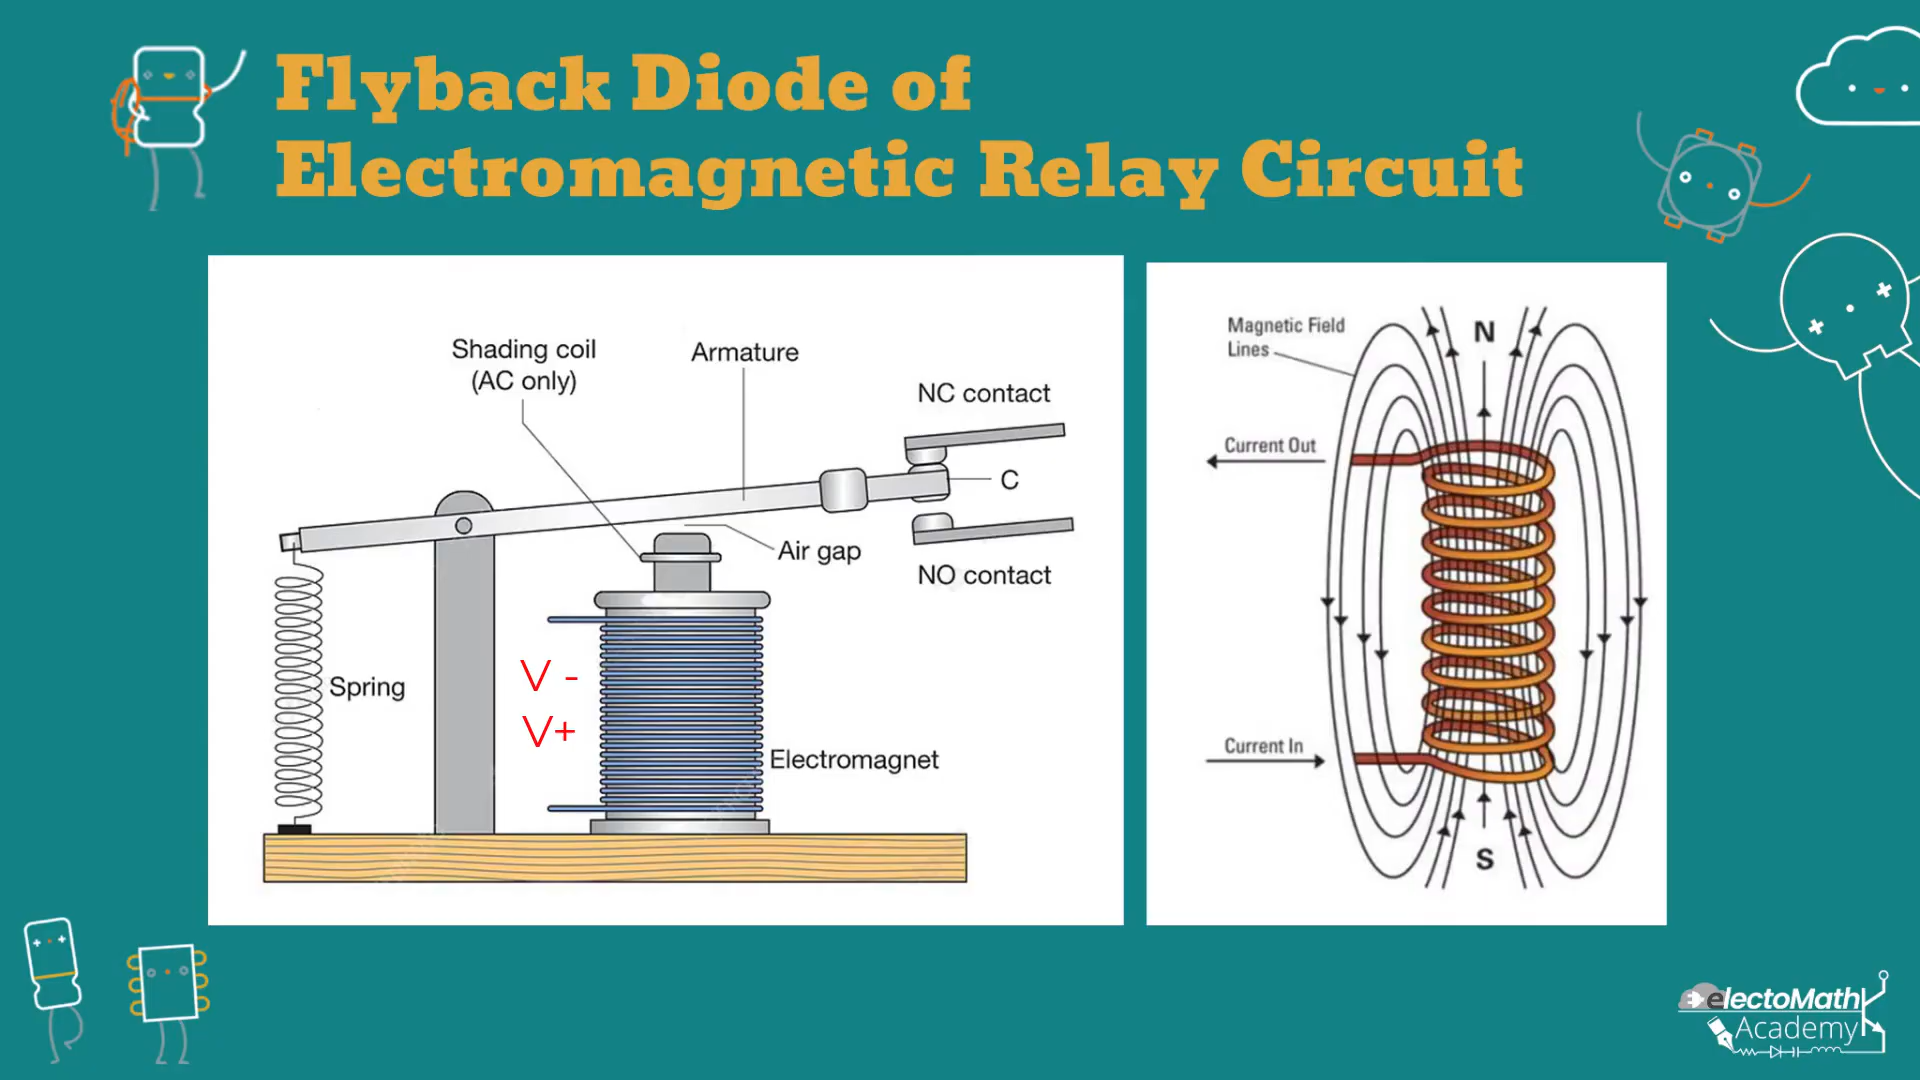 Flyback Diode of
Electromagnetic Relay Circuit
Shading coil
(AC only)
Armature
NC contact
C
Air gap
NO contact
V -
V+
Spring
Electromagnet
Magnetic Field
Lines
N
Current Out
Current In
S
electoMath
Academy